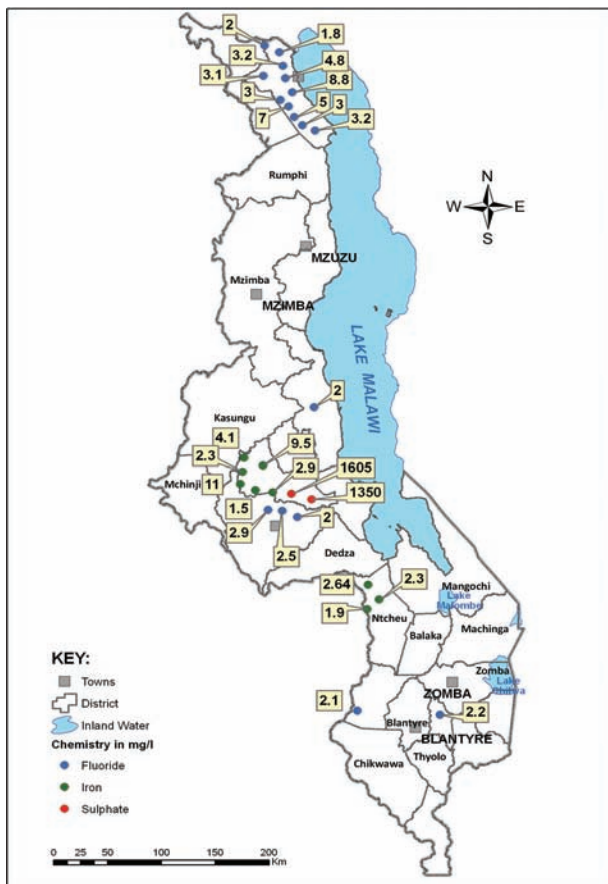 2
1.8
3.2
4.8
3.1
8.8
3
5
3
7
3.2
Rumphi
N
W E
S
MZUZU
Mzimba
MZIMBA
LAKE MALAWI
2
Kasungu
4.1
9.5
2.3
2.9
1605
Mchinji
11
1350
1.5
2.9
2
2.5
Dedza
2.64
2.3
Mangochi
Lake
Malombe
1.9
Ntcheu
Machinga
Balaka
KEY:
Towns
District
Inland Water
Chemistry in mg/l
Fluoride
Iron
Sulphate
Zomba
Lake
Chilwa
ZOMBA
2.1
2.2
Blantyre
BLANTYRE
Thyolo
Chikwawa
0 25 50 100 150 200
Km